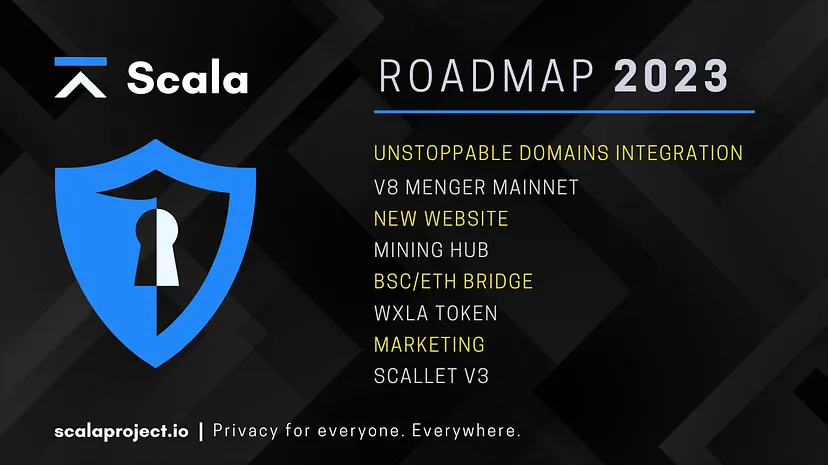 Scala
ROADMAP 2023
UNSTOPPABLE DOMAINS INTEGRATION
V8 MENGER MAINNET
NEW WEBSITE
MINING HUB
BSC/ETH BRIDGE
WXLA TOKEN
MARKETING
SCALLET V3
scalaproject.io | Privacy for everyone. Everywhere.